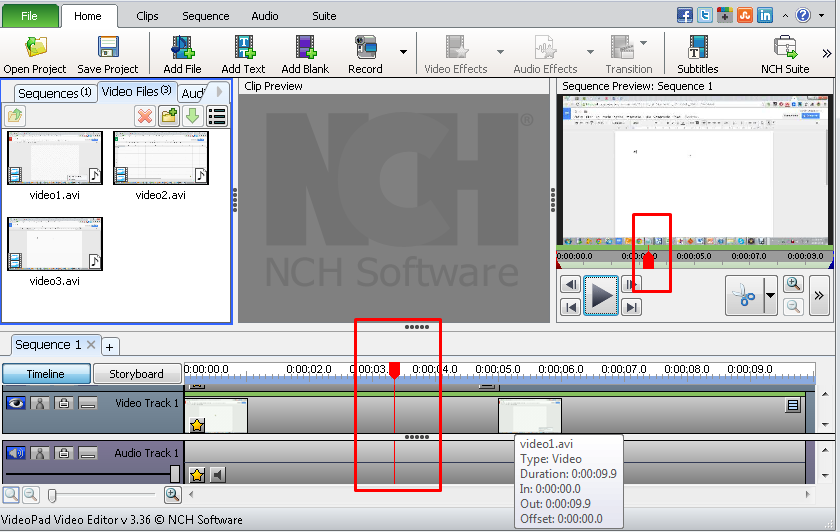 File Home Clips Sequence Audio Suite
Open Project Save Project Add File Add Text Add Blank Record Video Effects Audio Effects Transition Subtitles NCH Suite
Sequences (1) Video Files (3)
video1.avi video2.avi
video3.avi
Clip Preview
NCH ®
NCH Software
Sequence Preview: Sequence 1
0:00:00.0 0:00:05.0 0:00:07.0 0:00:09.0
Sequence 1
Timeline Storyboard
0:00:00.0 0:00:02.0 0:00:03.0 0:00:04.0 0:00:05.0 0:00:06.0 0:00:07.0 0:00:08.0 0:00:09.0
Video Track 1
Audio Track 1
video1.avi
Type: Video
Duration: 0:00:09.9
In: 0:00:00.0
Out: 0:00:09.9
Offset: 0:00:00.0
VideoPad Video Editor v 3.36 © NCH Software